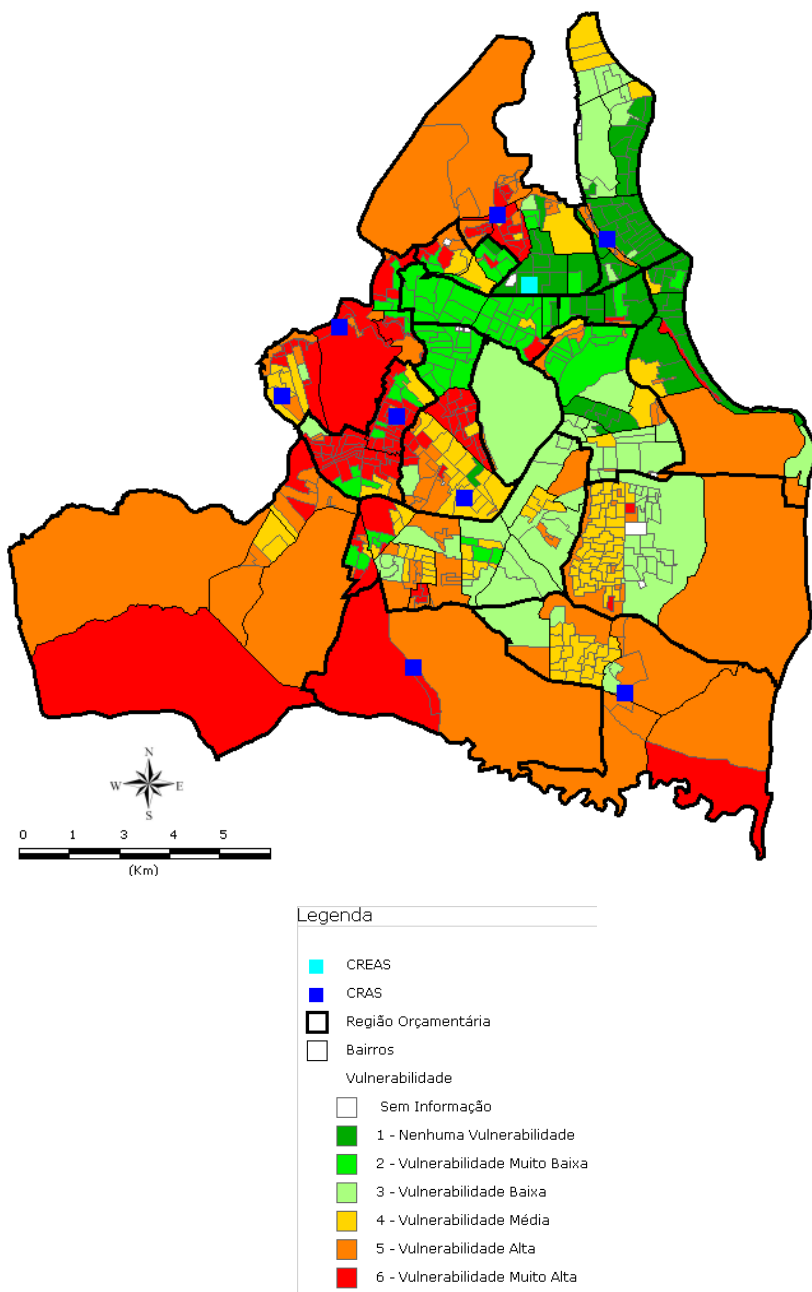 N
W E
S
0 1 2 3 4 5
(Km)
Legenda
CREAS
CRAS
Região Orçamentária
Bairros
Vulnerabilidade
Sem Informação
1 - Nenhuma Vulnerabilidade
2 - Vulnerabilidade Muito Baixa
3 - Vulnerabilidade Baixa
4 - Vulnerabilidade Média
5 - Vulnerabilidade Alta
6 - Vulnerabilidade Muito Alta